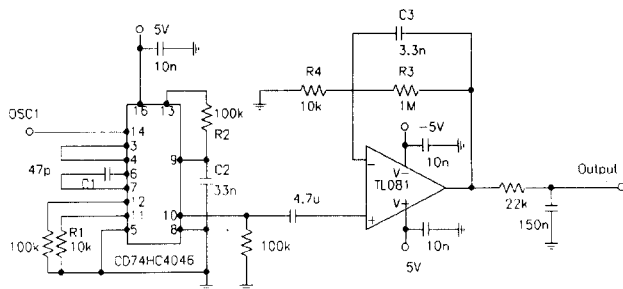 C3
3.3n
5V
10n
R4
10k
R3
1M
16
13
100k
R2
OSC1
14
3
4
47p
C1
6
7
9
C2
33n
12
11
5
10
8
100k
R1
10k
CD74HC4046
4.7u
100k
-5V
10n
V-
−
TL081
+
V+
10n
5V
22k
Output
150n